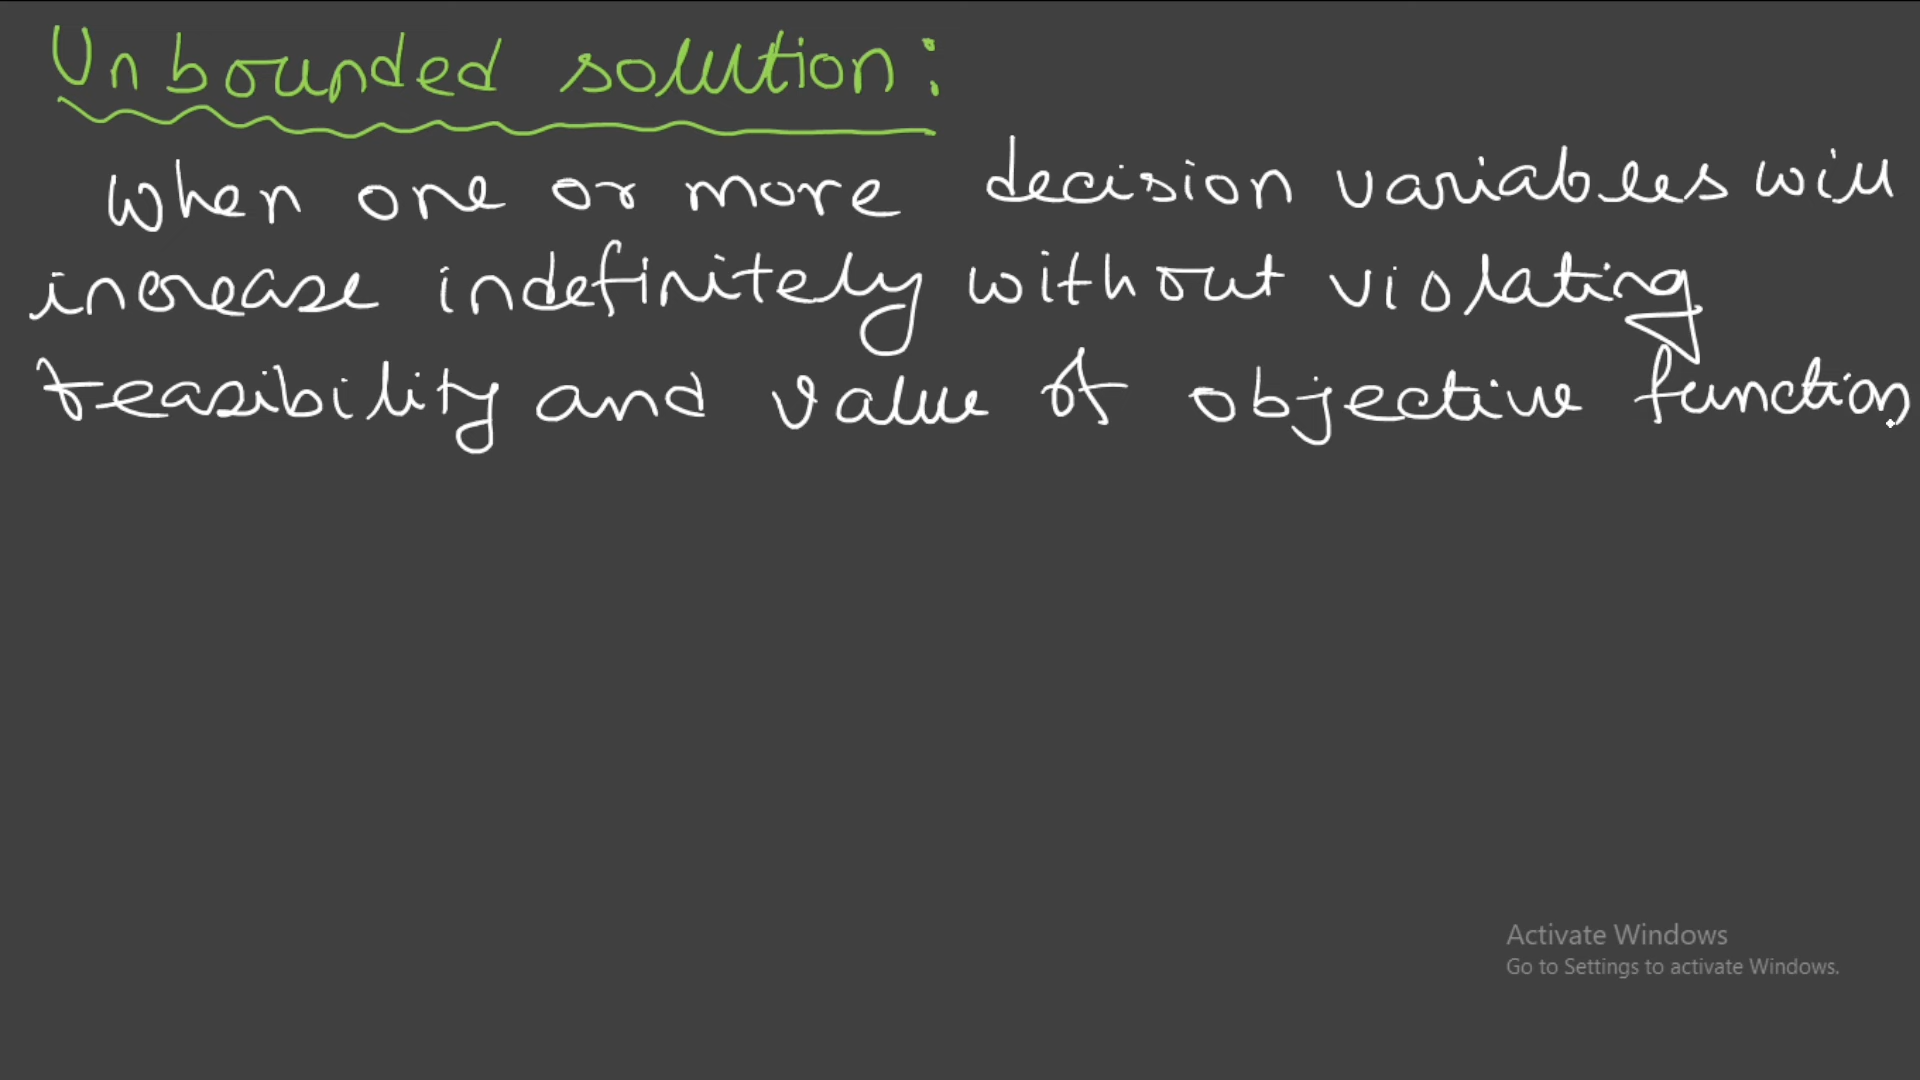 Unbounded solution:
When one or more decision variables will
increase indefinitely without violating
feasibility and value of objective function
Activate Windows
Go to Settings to activate Windows.